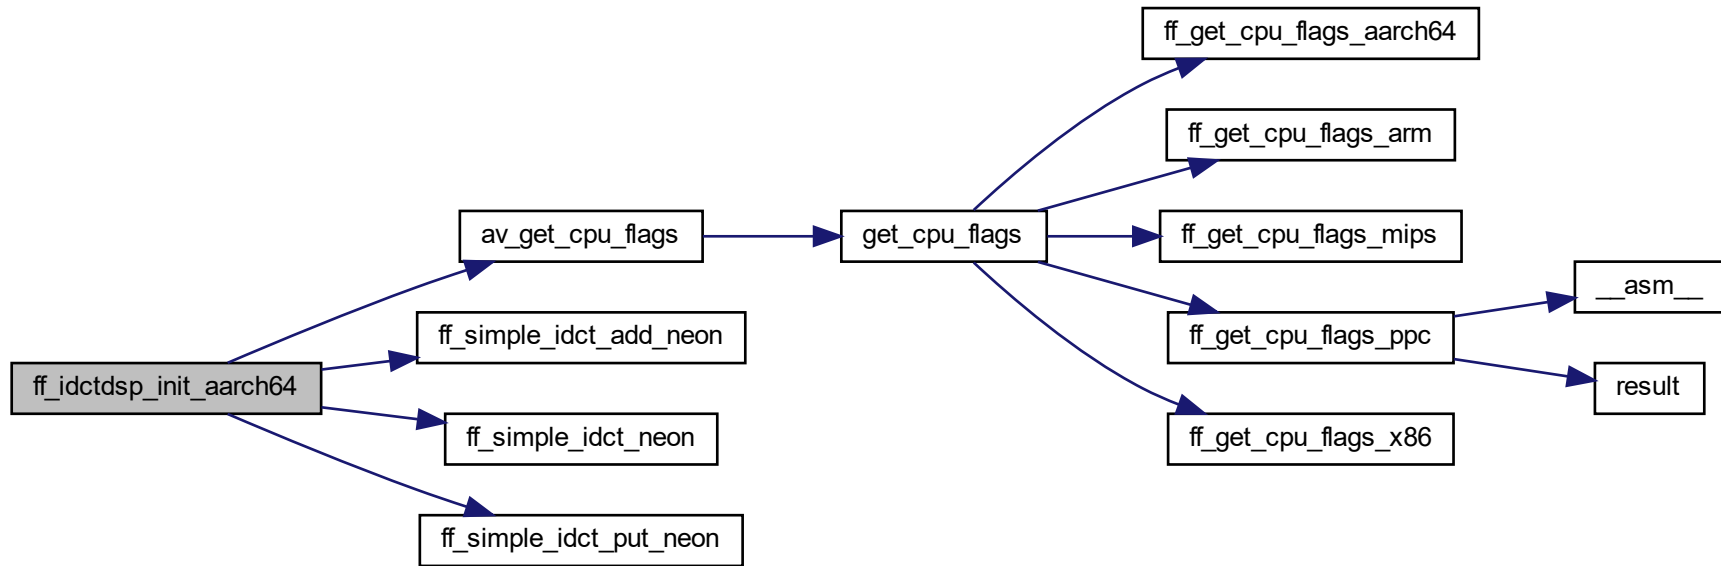 ff_get_cpu_flags_aarch64
ff_get_cpu_flags_arm
av_get_cpu_flags
get_cpu_flags
ff_get_cpu_flags_mips
__asm__
ff_simple_idct_add_neon
ff_get_cpu_flags_ppc
ff_idctdsp_init_aarch64
result
ff_simple_idct_neon
ff_get_cpu_flags_x86
ff_simple_idct_put_neon